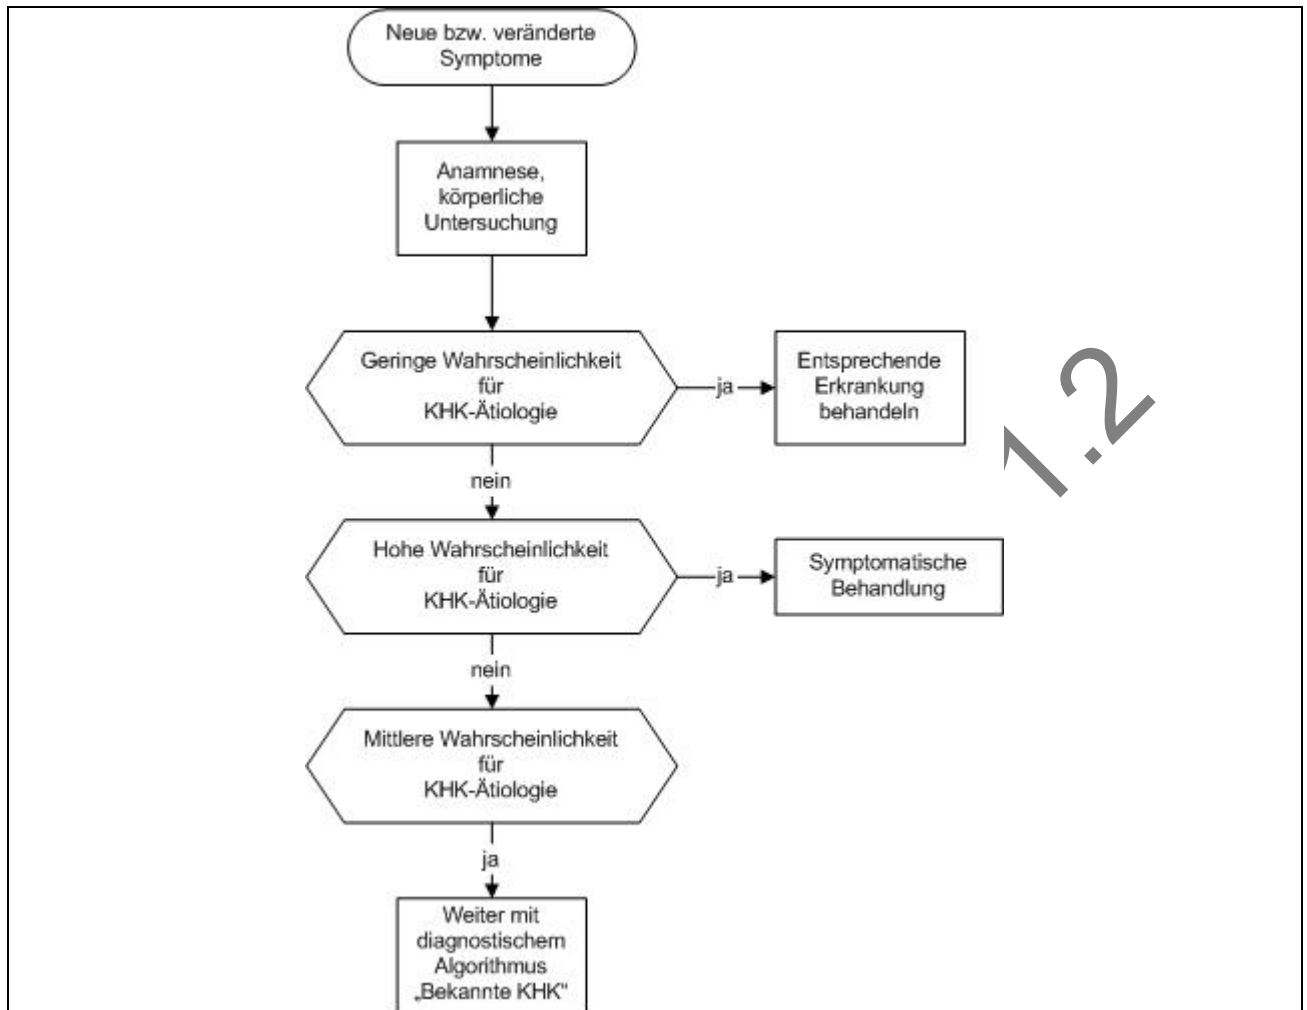 Neue bzw. veränderte
Symptome
Anamnese,
körperliche
Untersuchung
Geringe Wahrscheinlichkeit
für
KHK-Ätiologie
ja
Entsprechende
Erkrankung
behandeln
nein
Hohe Wahrscheinlichkeit
für
KHK-Ätiologie
ja
Symptomatische
Behandlung
nein
Mittlere Wahrscheinlichkeit
für
KHK-Ätiologie
ja
Weiter mit
diagnostischem
Algorithmus
„Bekannte KHK"
1.2